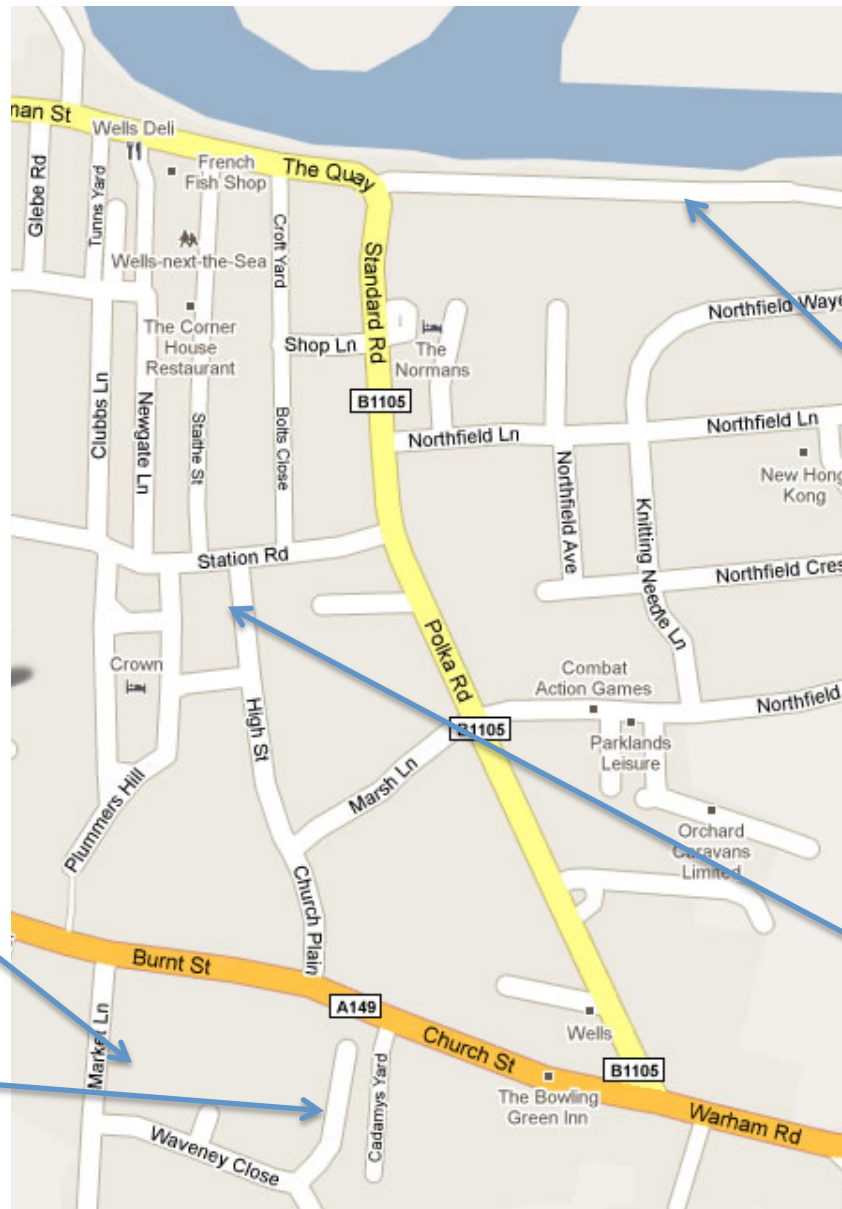 man St
Wells Deli
French
Fish Shop
The Quay
Glebe Rd
Tunns Yard
Croft Yard
Wells-next-the-Sea
Standard Rd
Northfield Waye
The Corner
House
Restaurant
Shop Ln
The
Normans
B1105
Clubbs Ln
Newgate Ln
Staithe St
Bolts Close
Northfield Ln
Northfield Ln
New Hong
Kong
Northfield Ave
Knitting Needle Ln
Station Rd
Northfield Cres
Polka Rd
Crown
Combat
Action Games
Northfield
High St
B1105
Parklands
Leisure
Marsh Ln
Plummers Hill
Orchard
Caravans
Limited
Church Plain
Burnt St
A149
Market Ln
Church St
Wells
B1105
Cadamys Yard
The Bowling
Green Inn
Warham Rd
Waveney Close